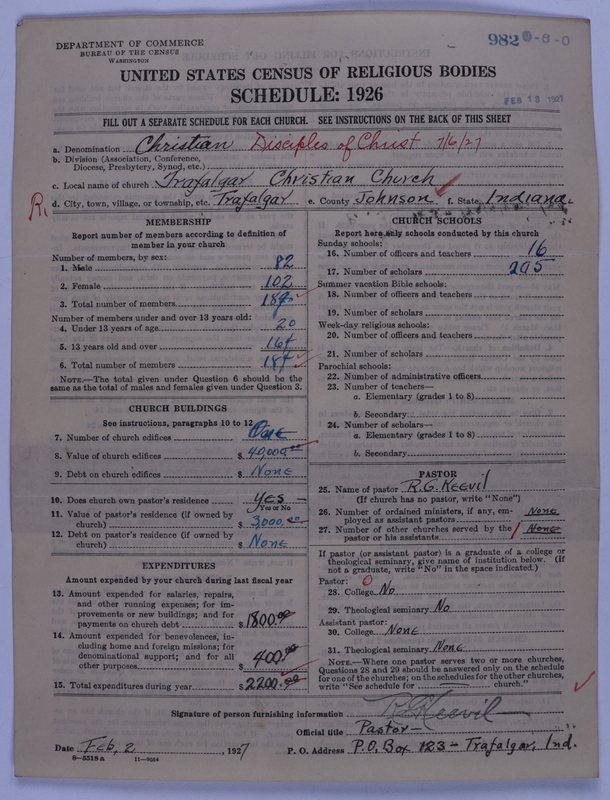 DEPARTMENT OF COMMERCE
BUREAU OF THE CENSUS
WASHINGTON
982 0-6-0
UNITED STATES CENSUS OF RELIGIOUS BODIES
SCHEDULE: 1926
FEB 1927
FILL OUT A SEPARATE SCHEDULE FOR EACH CHURCH. SEE INSTRUCTIONS ON THE BACK OF THIS SHEET
a. Denomination Christian Disciples of Christ 7/6/27
b. Division (Association, Conference, Diocese, Presbytery, Synod, etc.)
c. Local name of church Trafalgar Christian Church
R. d. City, town, village, or township, etc. Trafalgar e. County Johnson f. State Indiana.
MEMBERSHIP
Report number of members according to definition of member in your church
Number of members, by sex:
1. Male 82
2. Female 102
3. Total number of members 184
Number of members under and over 13 years old:
4. Under 13 years of age 20
5. 13 years old and over 164
6. Total number of members 184
NOTE.—The total given under Question 6 should be the same as the total of males and females given under Question 3.
CHURCH BUILDINGS
See instructions, paragraphs 10 to 12
7. Number of church edifices One
8. Value of church edifices $ 40,000.00
9. Debt on church edifices $ None
10. Does church own pastor's residence Yes
Yes or No
11. Value of pastor's residence (if owned by church) $ 3,000.00
12. Debt on pastor's residence (if owned by church) $ None
EXPENDITURES
Amount expended by your church during last fiscal year
13. Amount expended for salaries, repairs, and other running expenses; for improvements or new buildings; and for payments on church debt $ 1800.00
14. Amount expended for benevolences, including home and foreign missions; for denominational support; and for all other purposes $ 400.00
15. Total expenditures during year $ 2200.00
CHURCH SCHOOLS
Report here only schools conducted by this church
Sunday schools:
16. Number of officers and teachers 16
17. Number of scholars 295
Summer vacation Bible schools:
18. Number of officers and teachers
19. Number of scholars
Week-day religious schools:
20. Number of officers and teachers
21. Number of scholars
Parochial schools:
22. Number of administrative officers
23. Number of teachers—
a. Elementary (grades 1 to 8)
b. Secondary
24. Number of scholars—
a. Elementary (grades 1 to 8)
b. Secondary
PASTOR
25. Name of pastor R.G. Keevil
(If church has no pastor, write "None")
26. Number of ordained ministers, if any, employed as assistant pastors None
27. Number of other churches served by the pastor or his assistants 1 None
If pastor (or assistant pastor) is a graduate of a college or theological seminary, give name of institution below. (If not a graduate, write "No" in the space indicated.)
Pastor: 0
28. College No
29. Theological seminary No
Assistant pastor:
30. College None
31. Theological seminary None
NOTE.—Where one pastor serves two or more churches, Questions 28 and 29 should be answered only on the schedule for one of the churches; on the schedules for the other churches, write "See schedule for ____ church."
Signature of person furnishing information R G Keevil
Official title Pastor—
Date Feb, 2, 1927 P. O. Address P.O. Box 123 - Trafalgar, Ind.
8—5318 a 11—9064